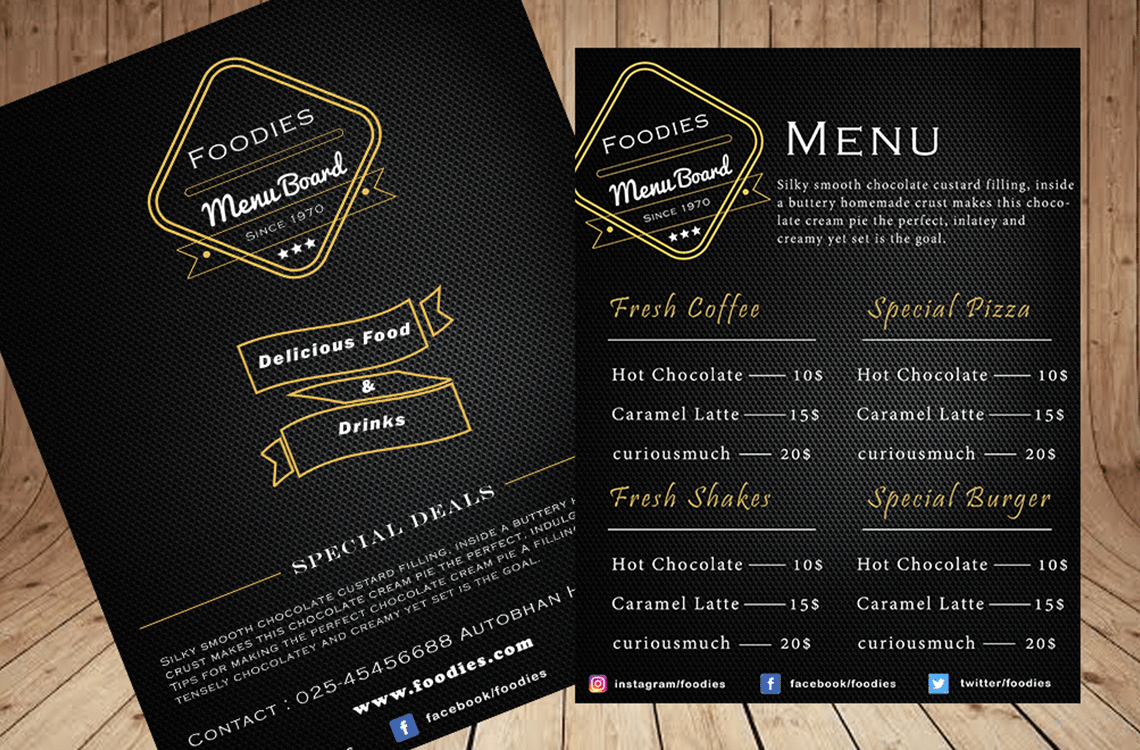 FOODIES
Menu Board
SINCE 1970
Delicious Food
&
Drinks
SPECIAL DEALS
SILKY SMOOTH CHOCOLATE CUSTARD FILLING, INSIDE A BUTTERY
CRUST MAKES THIS CHOCOLATE CREAM PIE THE PERFECT, INDULG
TIPS FOR MAKING THE PERFECT CHOCOLATE CREAM PIE A FILLIN
TENSELY CHOCOLATEY AND CREAMY YET SET IS THE GOAL.
CONTACT : 025-45456688 AUTOBHAN H
www.foodies.com
facebook/foodies
FOODIES
Menu Board
SINCE 1970
MENU
Silky smooth chocolate custard filling, inside
a buttery homemade crust makes this choco-
late cream pie the perfect, inlatey and
creamy yet set is the goal.
Fresh Coffee
Hot Chocolate 10$
Caramel Latte 15$
curiousmuch 20$
Special Pizza
Hot Chocolate 10$
Caramel Latte 15$
curiousmuch 20$
Fresh Shakes
Hot Chocolate 10$
Caramel Latte 15$
curiousmuch 20$
Special Burger
Hot Chocolate 10$
Caramel Latte 15$
curiousmuch 20$
instagram/foodies
facebook/foodies
twitter/foodies